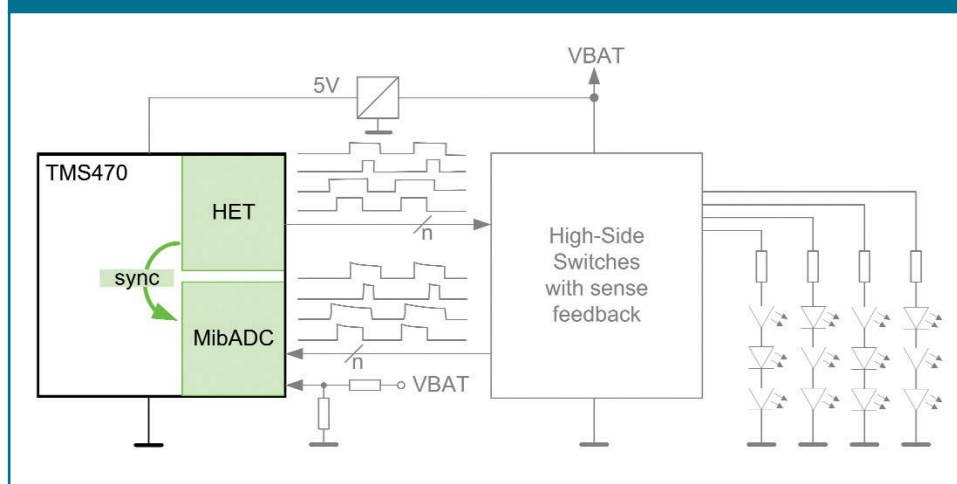 VBAT
5V
TMS470
HET
sync
MibADC
n
n
VBAT
High-Side
Switches
with sense
feedback